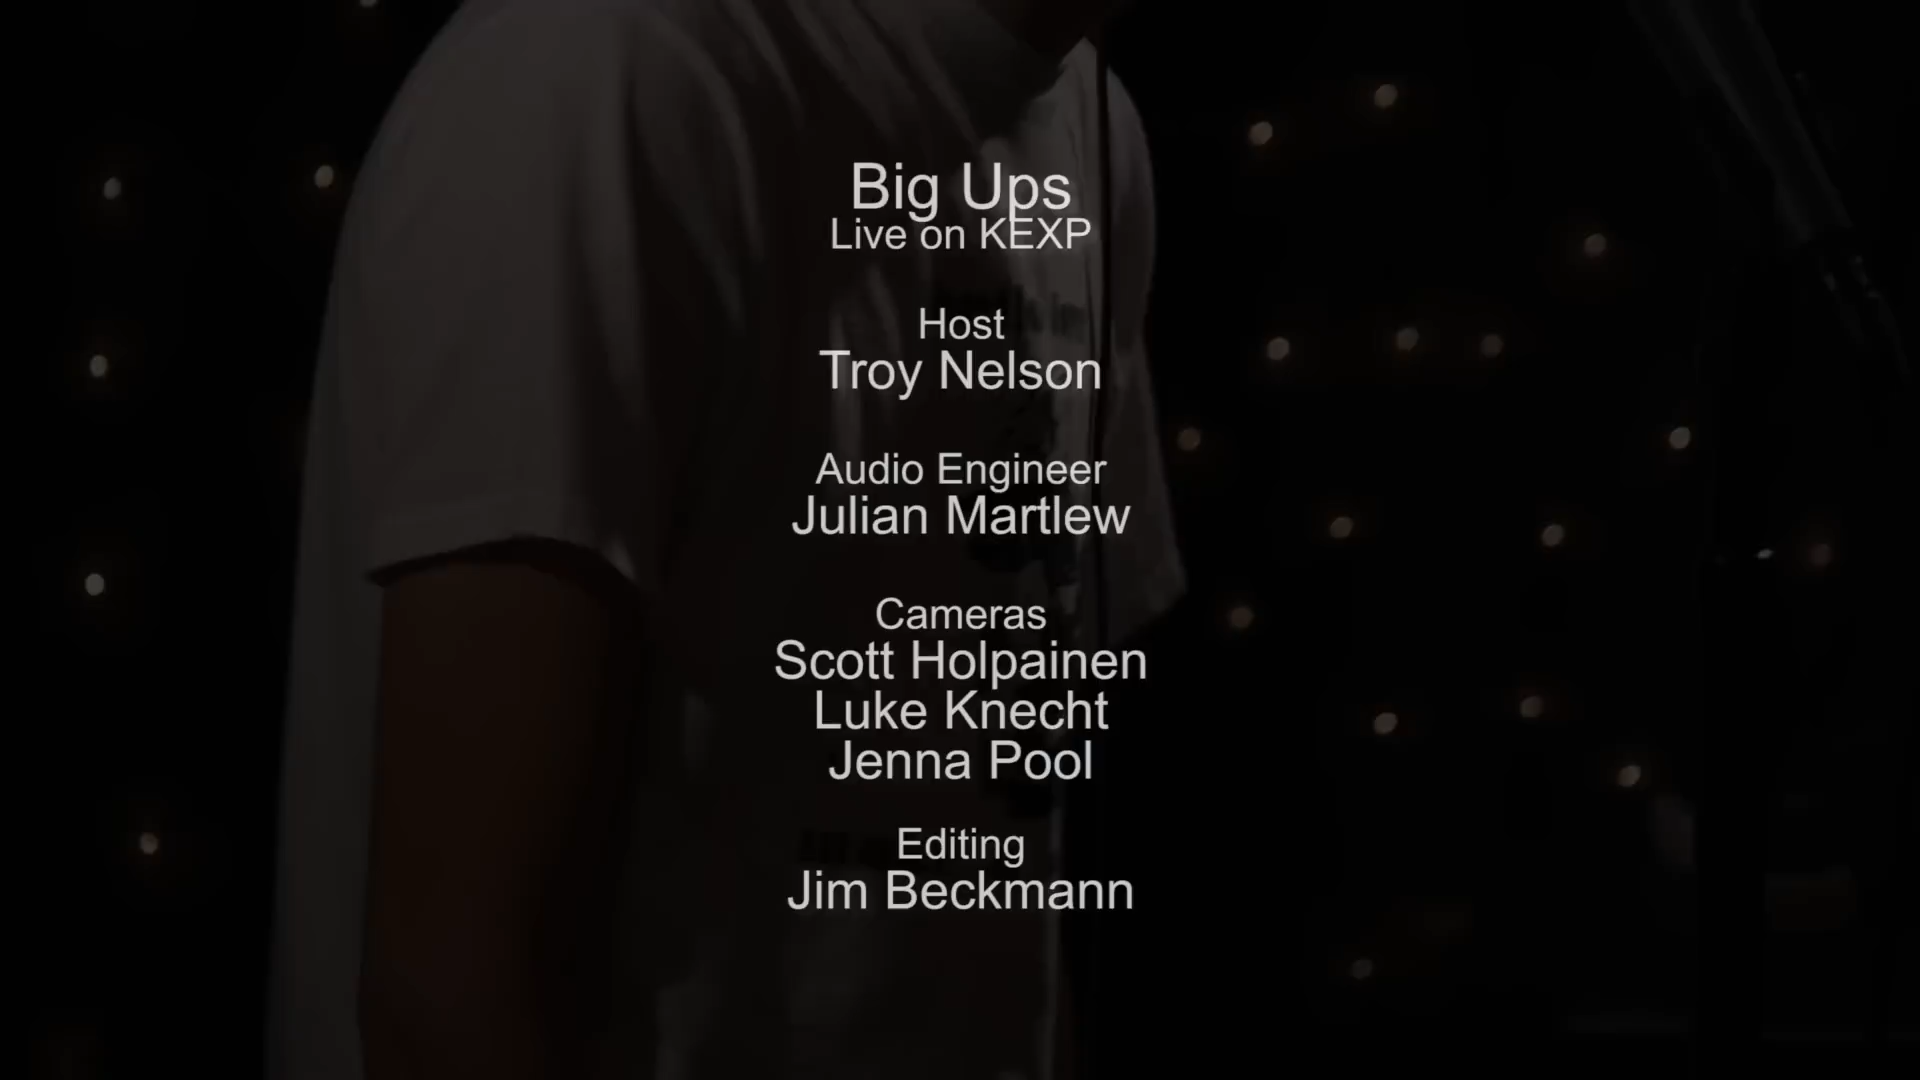 Big Ups
Live on KEXP
Host
Troy Nelson
Audio Engineer
Julian Martlew
Cameras
Scott Holpainen
Luke Knecht
Jenna Pool
Editing
Jim Beckmann